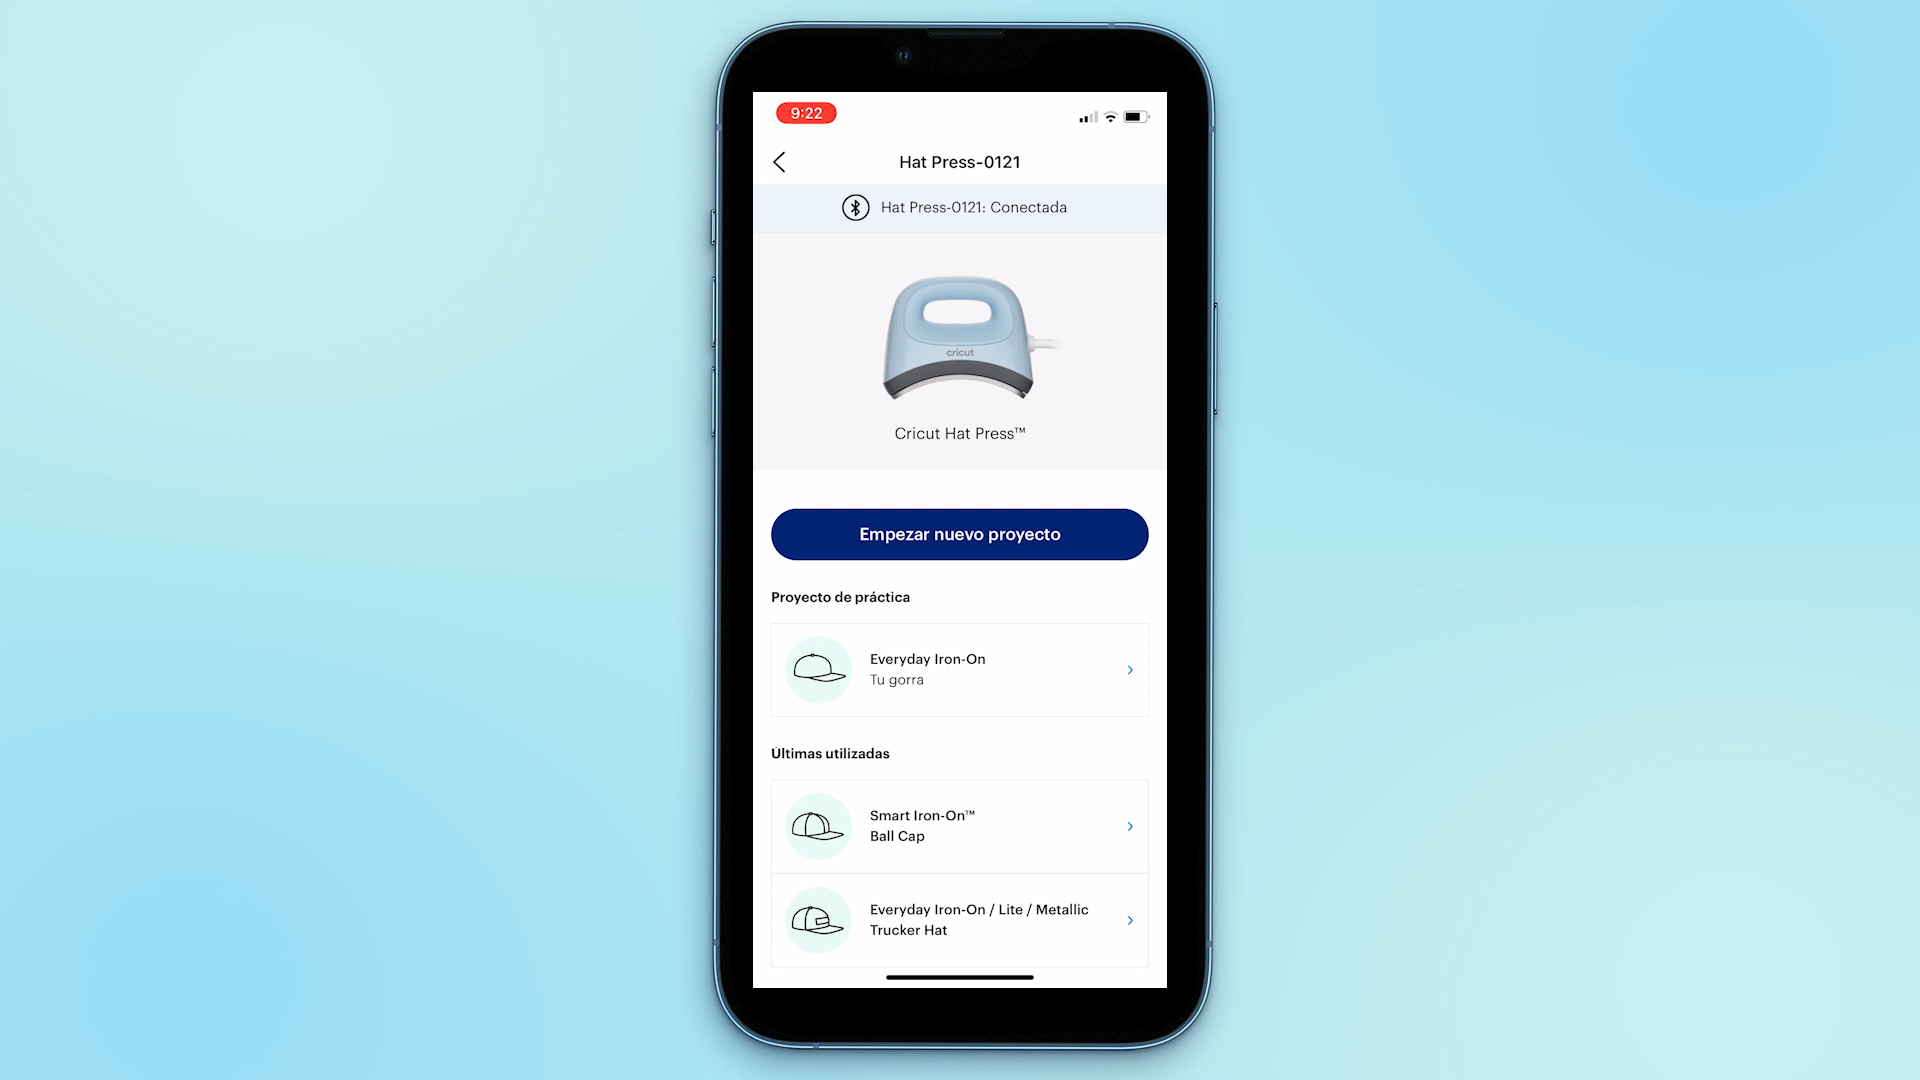 9:22
Hat Press-0121
Hat Press-0121: Conectada
cricut
Cricut Hat Press™
Empezar nuevo proyecto
Proyecto de práctica
Everyday Iron-On
Tu gorra
Últimas utilizadas
Smart Iron-On™
Ball Cap
Everyday Iron-On / Lite / Metallic
Trucker Hat